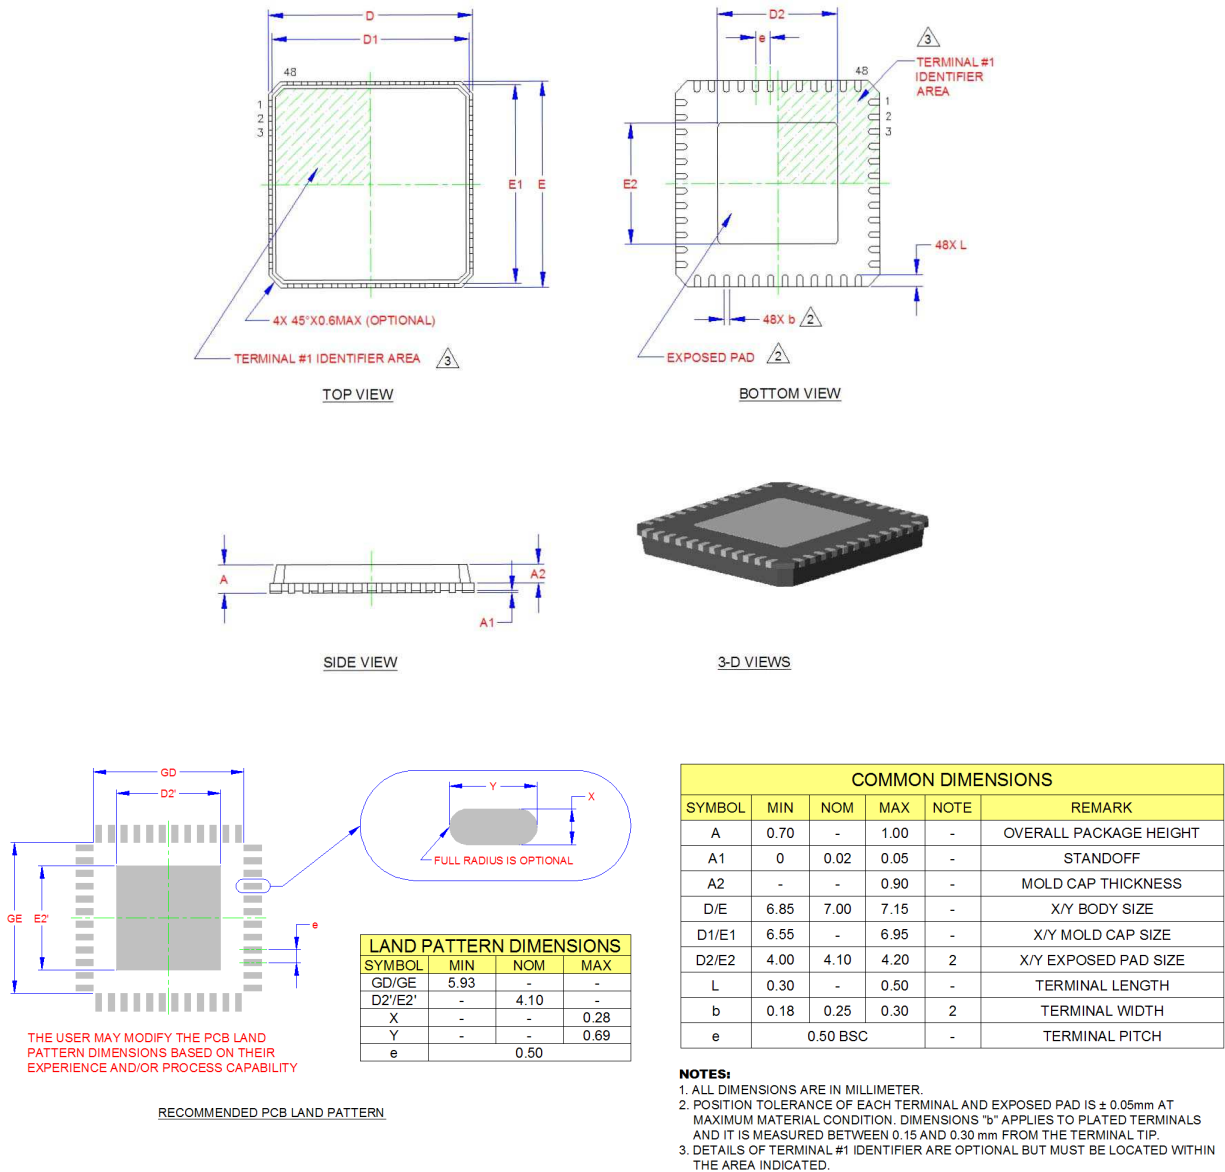 D
D1
48
1
2
3
E1
E
4X 45°X0.6MAX (OPTIONAL)
TERMINAL #1 IDENTIFIER AREA 3
TOP VIEW
D2
e
3
TERMINAL #1
IDENTIFIER
AREA
48
1
2
3
E2
48X L
48X b 2
EXPOSED PAD 2
BOTTOM VIEW
A
A2
A1
SIDE VIEW
3-D VIEWS
GD
D2'
GE
E2'
e
Y
X
FULL RADIUS IS OPTIONAL
THE USER MAY MODIFY THE PCB LAND
PATTERN DIMENSIONS BASED ON THEIR
EXPERIENCE AND/OR PROCESS CAPABILITY
RECOMMENDED PCB LAND PATTERN
LAND PATTERN DIMENSIONS
SYMBOL MIN NOM MAX
GD/GE 5.93 - -
D2'/E2' - 4.10 -
X - - 0.28
Y - - 0.69
e 0.50
COMMON DIMENSIONS
SYMBOL MIN NOM MAX NOTE REMARK
A 0.70 - 1.00 - OVERALL PACKAGE HEIGHT
A1 0 0.02 0.05 - STANDOFF
A2 - - 0.90 - MOLD CAP THICKNESS
D/E 6.85 7.00 7.15 - X/Y BODY SIZE
D1/E1 6.55 - 6.95 - X/Y MOLD CAP SIZE
D2/E2 4.00 4.10 4.20 2 X/Y EXPOSED PAD SIZE
L 0.30 - 0.50 - TERMINAL LENGTH
b 0.18 0.25 0.30 2 TERMINAL WIDTH
e 0.50 BSC - TERMINAL PITCH
NOTES:
1. ALL DIMENSIONS ARE IN MILLIMETER.
2. POSITION TOLERANCE OF EACH TERMINAL AND EXPOSED PAD IS ± 0.05mm AT
MAXIMUM MATERIAL CONDITION. DIMENSIONS "b" APPLIES TO PLATED TERMINALS
AND IT IS MEASURED BETWEEN 0.15 AND 0.30 mm FROM THE TERMINAL TIP.
3. DETAILS OF TERMINAL #1 IDENTIFIER ARE OPTIONAL BUT MUST BE LOCATED WITHIN
THE AREA INDICATED.